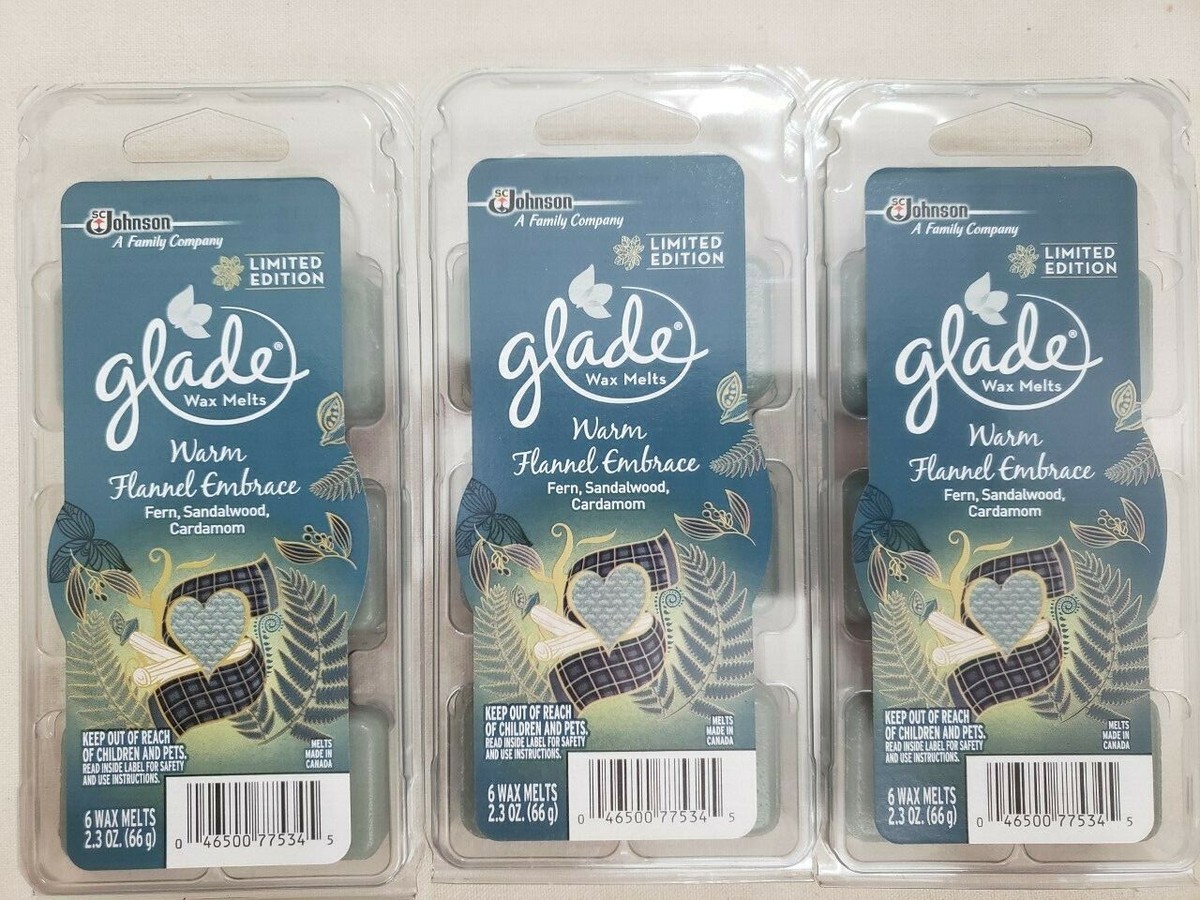 SC Johnson
A Family Company
LIMITED
EDITION
glade®
Wax Melts
Warm
Flannel Embrace
Fern, Sandalwood,
Cardamom
KEEP OUT OF REACH
OF CHILDREN AND PETS.
READ INSIDE LABEL FOR SAFETY
AND USE INSTRUCTIONS.
MELTS
MADE IN
CANADA
6 WAX MELTS
2.3 OZ. (66 g)
0 46500 77534 5
SC Johnson
A Family Company
LIMITED
EDITION
glade®
Wax Melts
Warm
Flannel Embrace
Fern, Sandalwood,
Cardamom
KEEP OUT OF REACH
OF CHILDREN AND PETS.
READ INSIDE LABEL FOR SAFETY
AND USE INSTRUCTIONS.
MELTS
MADE IN
CANADA
6 WAX MELTS
2.3 OZ. (66 g)
0 46500 77534 5
SC Johnson
A Family Company
LIMITED
EDITION
glade®
Wax Melts
Warm
Flannel Embrace
Fern, Sandalwood,
Cardamom
KEEP OUT OF REACH
OF CHILDREN AND PETS.
READ INSIDE LABEL FOR SAFETY
AND USE INSTRUCTIONS.
MELTS
MADE IN
CANADA
6 WAX MELTS
2.3 OZ. (66 g)
0 46500 77534 5